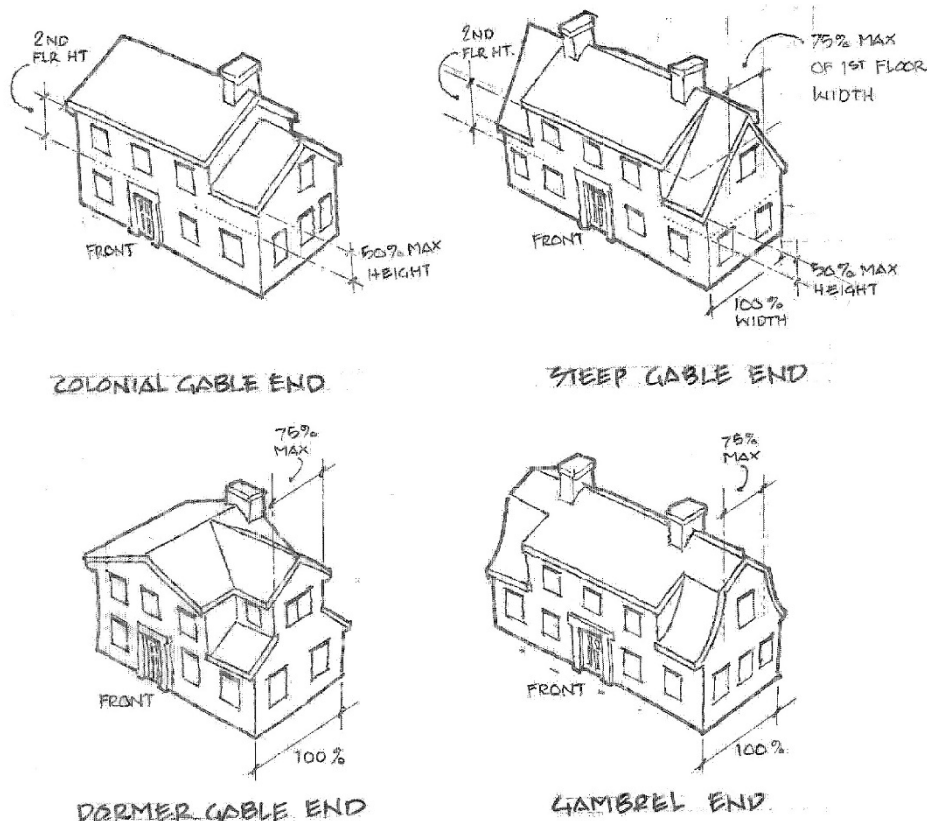 2ND
FLR HT
FRONT
50% MAX
HEIGHT
COLONIAL GABLE END
2ND
FLR HT.
75% MAX
OF 1ST FLOOR
WIDTH
FRONT
50% MAX
HEIGHT
100%
WIDTH
STEEP GABLE END
75%
MAX
FRONT
100%
DORMER GABLE END
75%
MAX
FRONT
100%
GAMBREL END